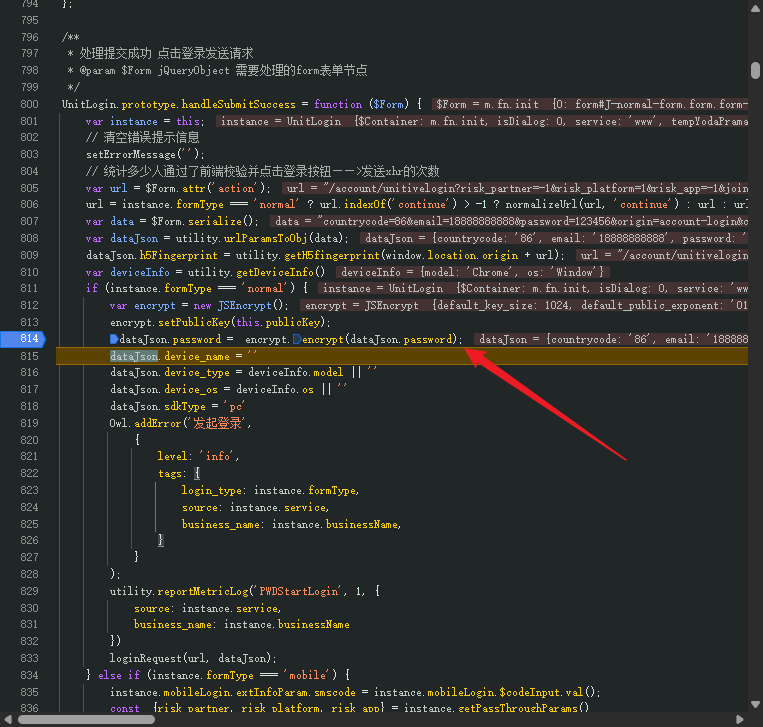 794 };
795
796 /**
797 * 处理提交成功 点击登录发送请求
798 * @param $Form jQueryObject 需要处理的form表单节点
799 */
800 UnitLogin.prototype.handleSubmitSuccess = function ($Form) { $Form = m.fn.init {0: form#J-normal-form.form.form-
801 var instance = this; instance = UnitLogin {$Container: m.fn.init, isDialog: 0, service: 'www', tempYodaParama
802 // 清空错误提示信息
803 setErrorMessage('');
804 // 统计多少人通过了前端校验并点击登录按钮——>发送xhr的次数
805 var url = $Form.attr('action'); url = "/account/unitivelogin?risk_partner=-1&risk_platform=1&risk_app=-1&join
806 url = instance.formType === 'normal' ? url.indexOf('continue') > -1 ? normalizeUrl(url, 'continue') : url : url
807 var data = $Form.serialize(); data = "countrycode=86&email=18888888888&password=123456&origin=account-login&c
808 var dataJson = utility.urlParamsToObj(data); dataJson = {countrycode: '86', email: '18888888888', password: '
809 dataJson.h5Fingerprint = utility.getH5fingerprint(window.location.origin + url); url = "/account/unitivelogin
810 var deviceInfo = utility.getDeviceInfo() deviceInfo = {model: 'Chrome', os: 'Window'}
811 if (instance.formType === 'normal') { instance = UnitLogin {$Container: m.fn.init, isDialog: 0, service: 'ww
812 var encrypt = new JSEncrypt(); encrypt = JSEncrypt {default_key_size: 1024, default_public_exponent: '01
813 encrypt.setPublicKey(this.publicKey);
814 dataJson.password = encrypt.encrypt(dataJson.password); dataJson = {countrycode: '86', email: '188888
815 dataJson.device_name = ''
816 dataJson.device_type = deviceInfo.model || ''
817 dataJson.device_os = deviceInfo.os || ''
818 dataJson.sdkType = 'pc'
819 Owl.addError('发起登录',
820 {
821 level: 'info',
822 tags: {
823 login_type: instance.formType,
824 source: instance.service,
825 business_name: instance.businessName,
826 }
827 }
828 );
829 utility.reportMetricLog('PWDStartLogin', 1, {
830 source: instance.service,
831 business_name: instance.businessName
832 })
833 loginRequest(url, dataJson);
834 } else if (instance.formType === 'mobile') {
835 instance.mobileLogin.extInfoParam.smscode = instance.mobileLogin.$codeInput.val();
836 const {risk_partner, risk_platform, risk_app} = instance.getPassThroughParams()